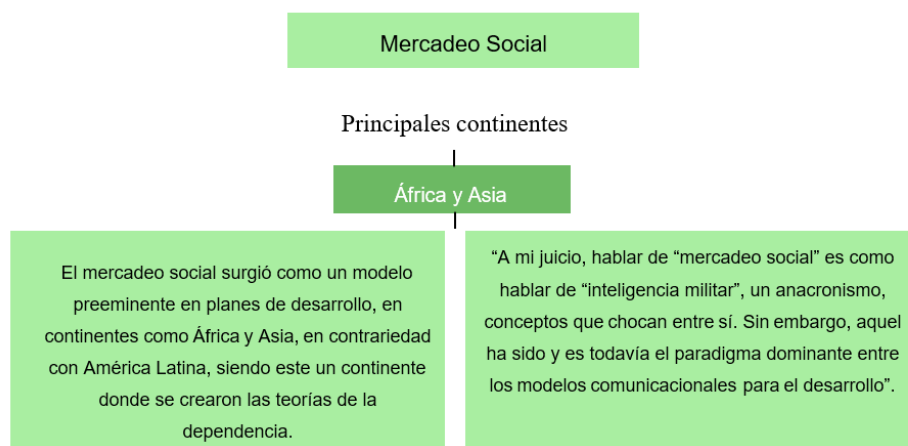 Mercadeo Social
Principales continentes
África y Asia
El mercadeo social surgió como un modelo
preeminente en planes de desarrollo, en
continentes como África y Asia, en contrariedad
con América Latina, siendo este un continente
donde se crearon las teorías de la
dependencia.
“A mi juicio, hablar de “mercadeo social” es como
hablar de “inteligencia militar”, un anacronismo,
conceptos que chocan entre sí. Sin embargo, aquel
ha sido y es todavía el paradigma dominante entre
los modelos comunicacionales para el desarrollo”.